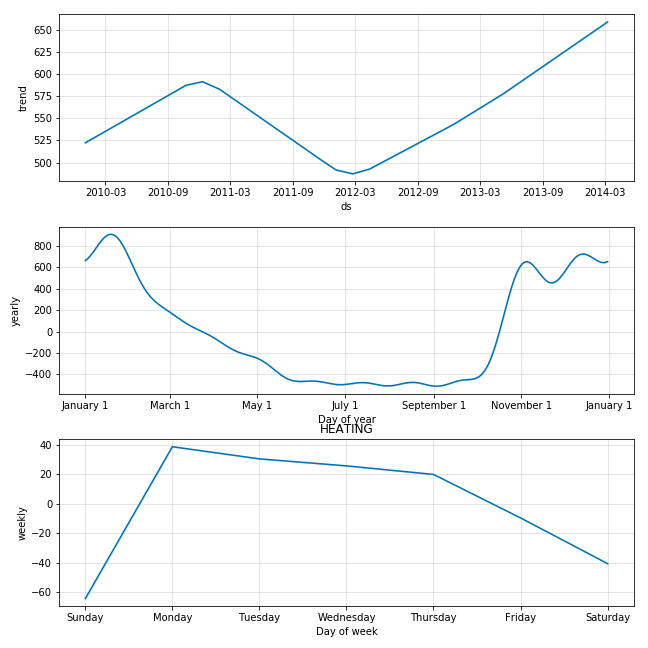 650
625
600
575
550
525
500
trend
2010-03 2010-09 2011-03 2011-09 2012-03 2012-09 2013-03 2013-09 2014-03
ds
800
600
400
200
0
−200
−400
yearly
January 1 March 1 May 1 July 1 September 1 November 1 January 1
Day of year
HEATING
40
20
0
−20
−40
−60
weekly
Sunday Monday Tuesday Wednesday Thursday Friday Saturday
Day of week